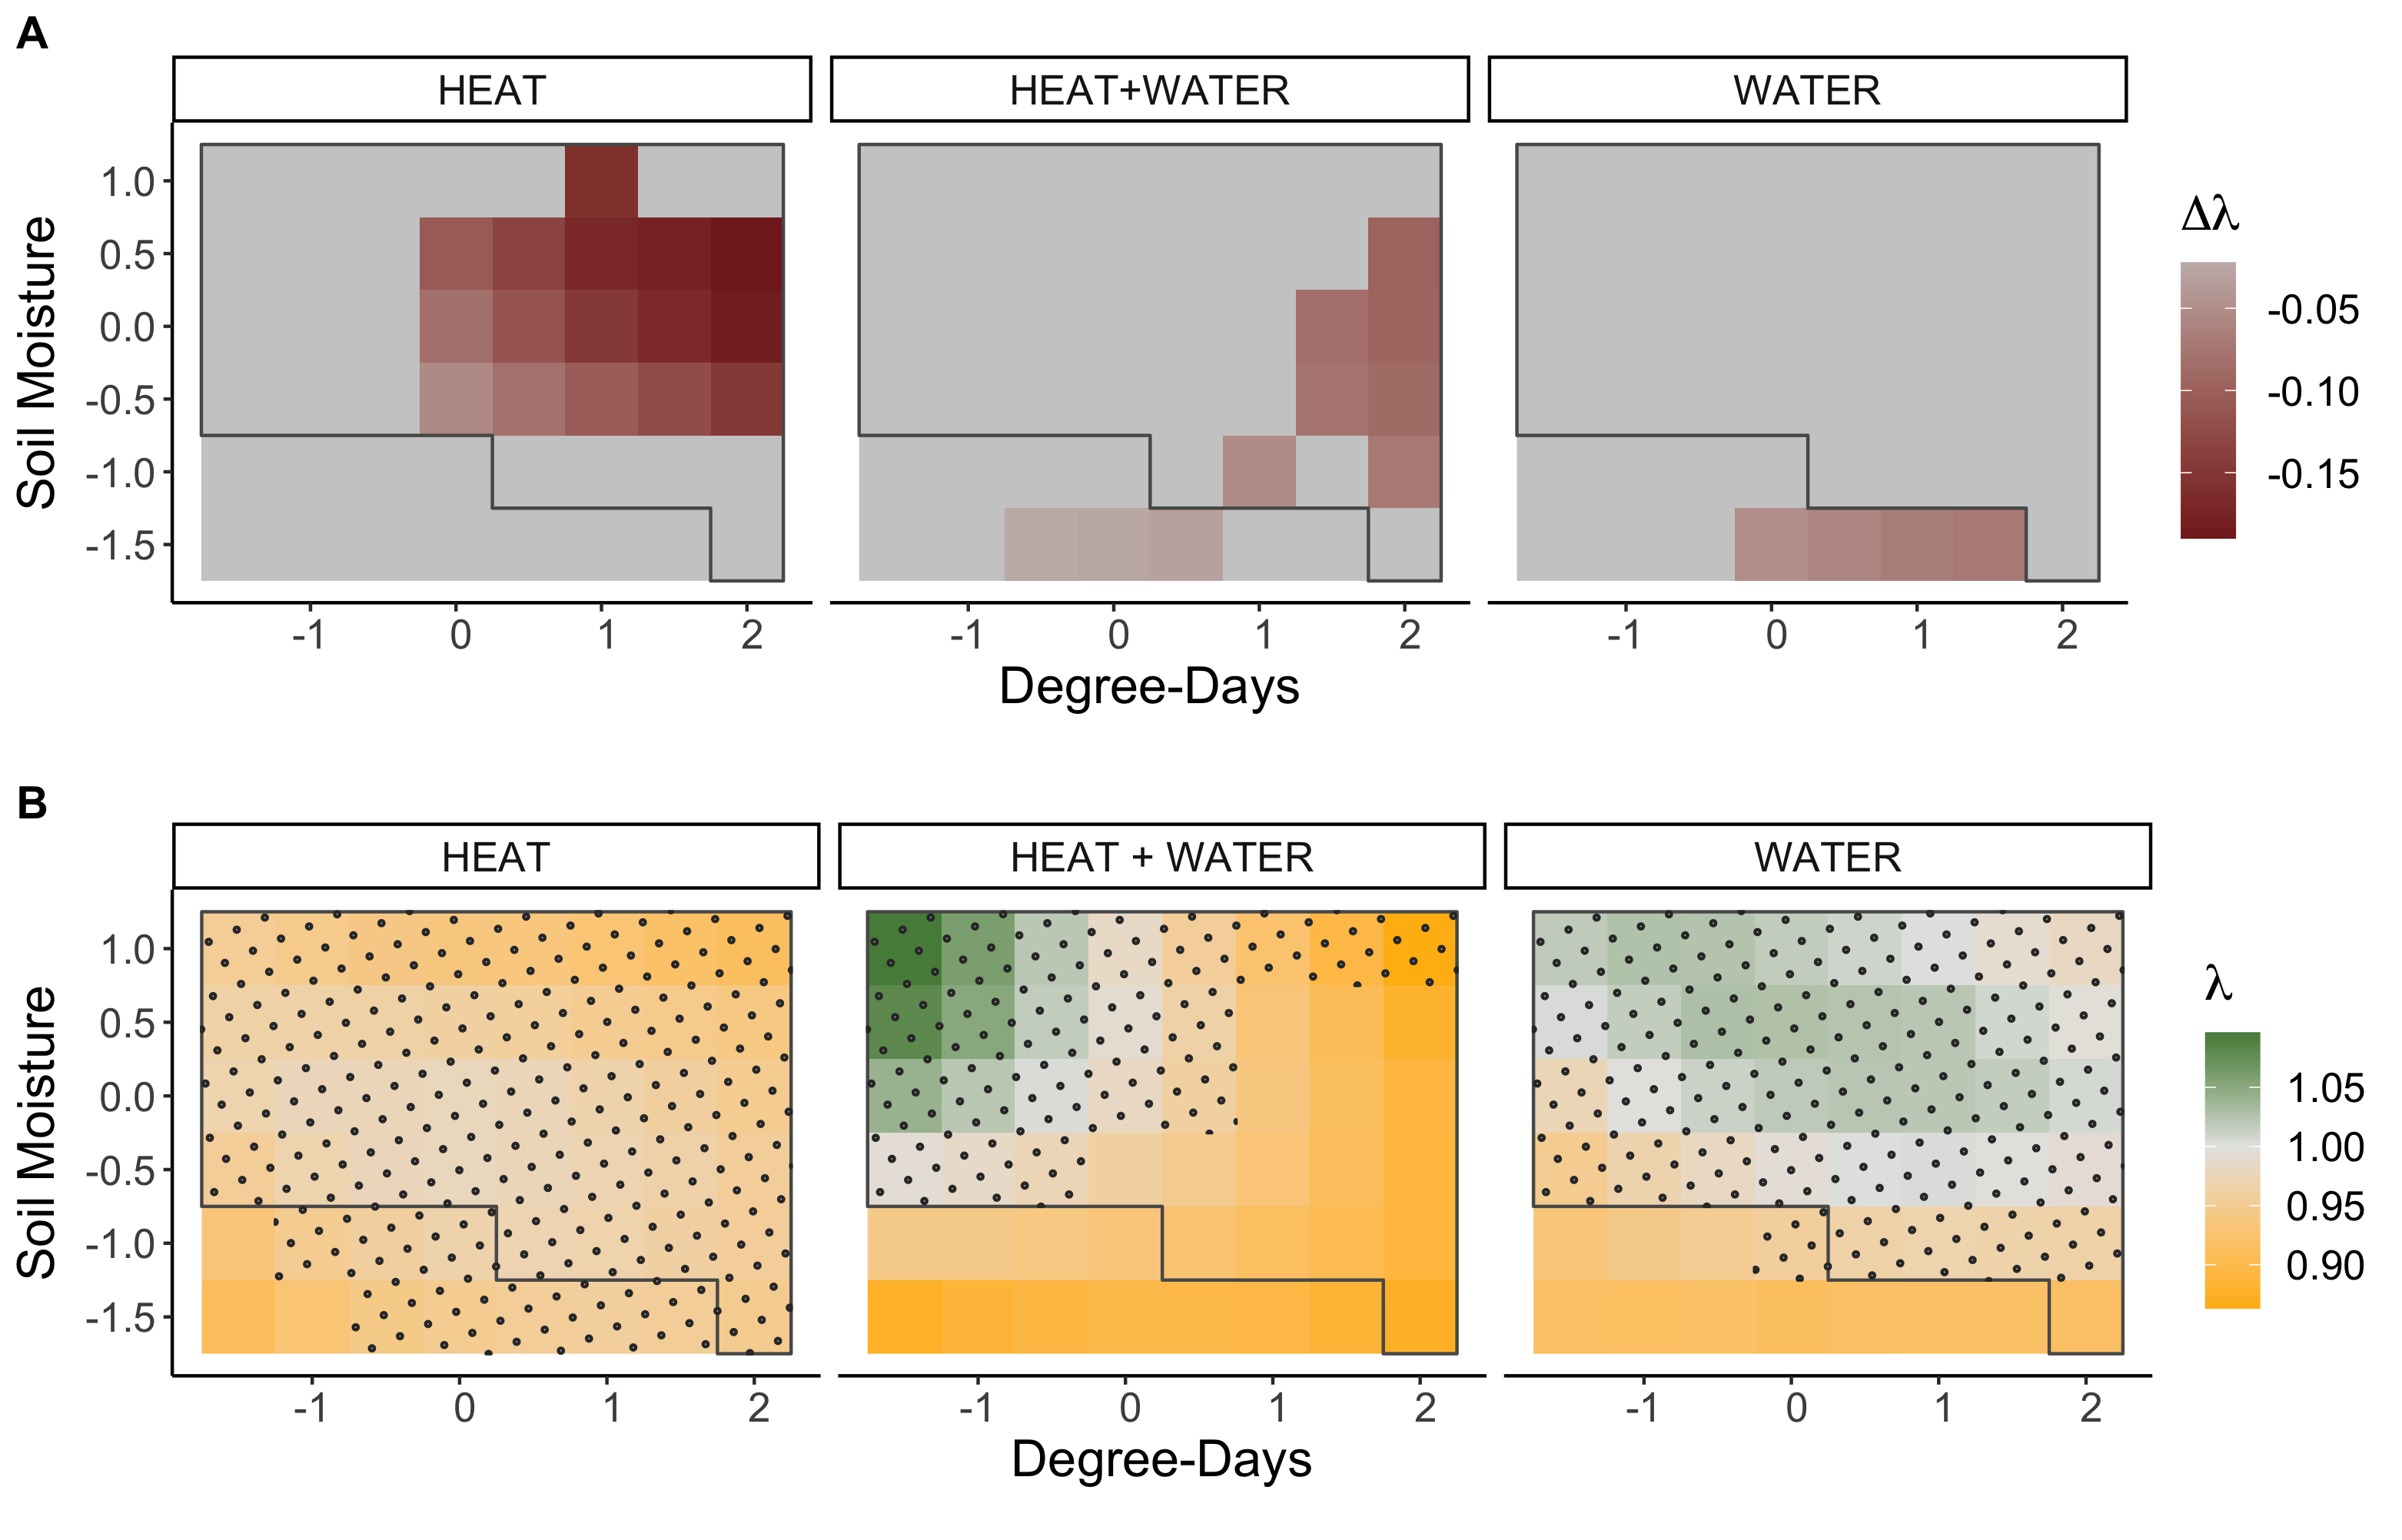 A
HEAT
HEAT+WATER
WATER
Soil Moisture
1.0
0.5
0.0
-0.5
-1.0
-1.5
-1 0 1 2
-1 0 1 2
-1 0 1 2
Degree-Days
Δλ
-0.05
-0.10
-0.15
B
HEAT
HEAT + WATER
WATER
Soil Moisture
1.0
0.5
0.0
-0.5
-1.0
-1.5
-1 0 1 2
-1 0 1 2
-1 0 1 2
Degree-Days
λ
1.05
1.00
0.95
0.90